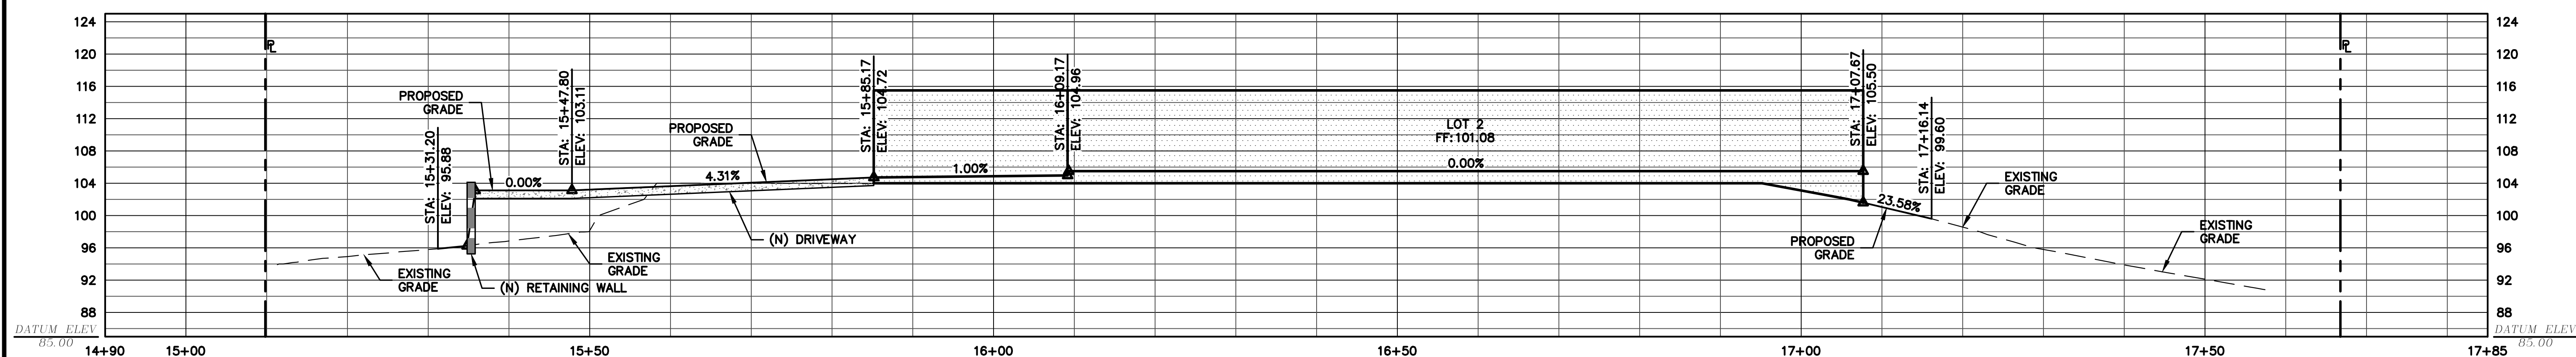 124
120
116
112
108
104
100
96
92
88
DATUM ELEV
85.00
14+90
15+00
15+50
16+00
16+50
17+00
17+50
17+85
PL
STA: 15+31.20
ELEV: 95.88
PROPOSED
GRADE
STA: 15+47.80
ELEV: 103.11
0.00%
EXISTING
GRADE
(N) RETAINING WALL
EXISTING
GRADE
PROPOSED
GRADE
4.31%
(N) DRIVEWAY
STA: 15+85.17
ELEV: 104.72
1.00%
STA: 16+09.17
ELEV: 104.96
LOT 2
FF:101.08
0.00%
STA: 17+07.67
ELEV: 105.50
STA: 17+16.14
ELEV: 99.60
23.58%
PROPOSED
GRADE
EXISTING
GRADE
EXISTING
GRADE
PL
124
120
116
112
108
104
100
96
92
88
DATUM ELEV
85.00